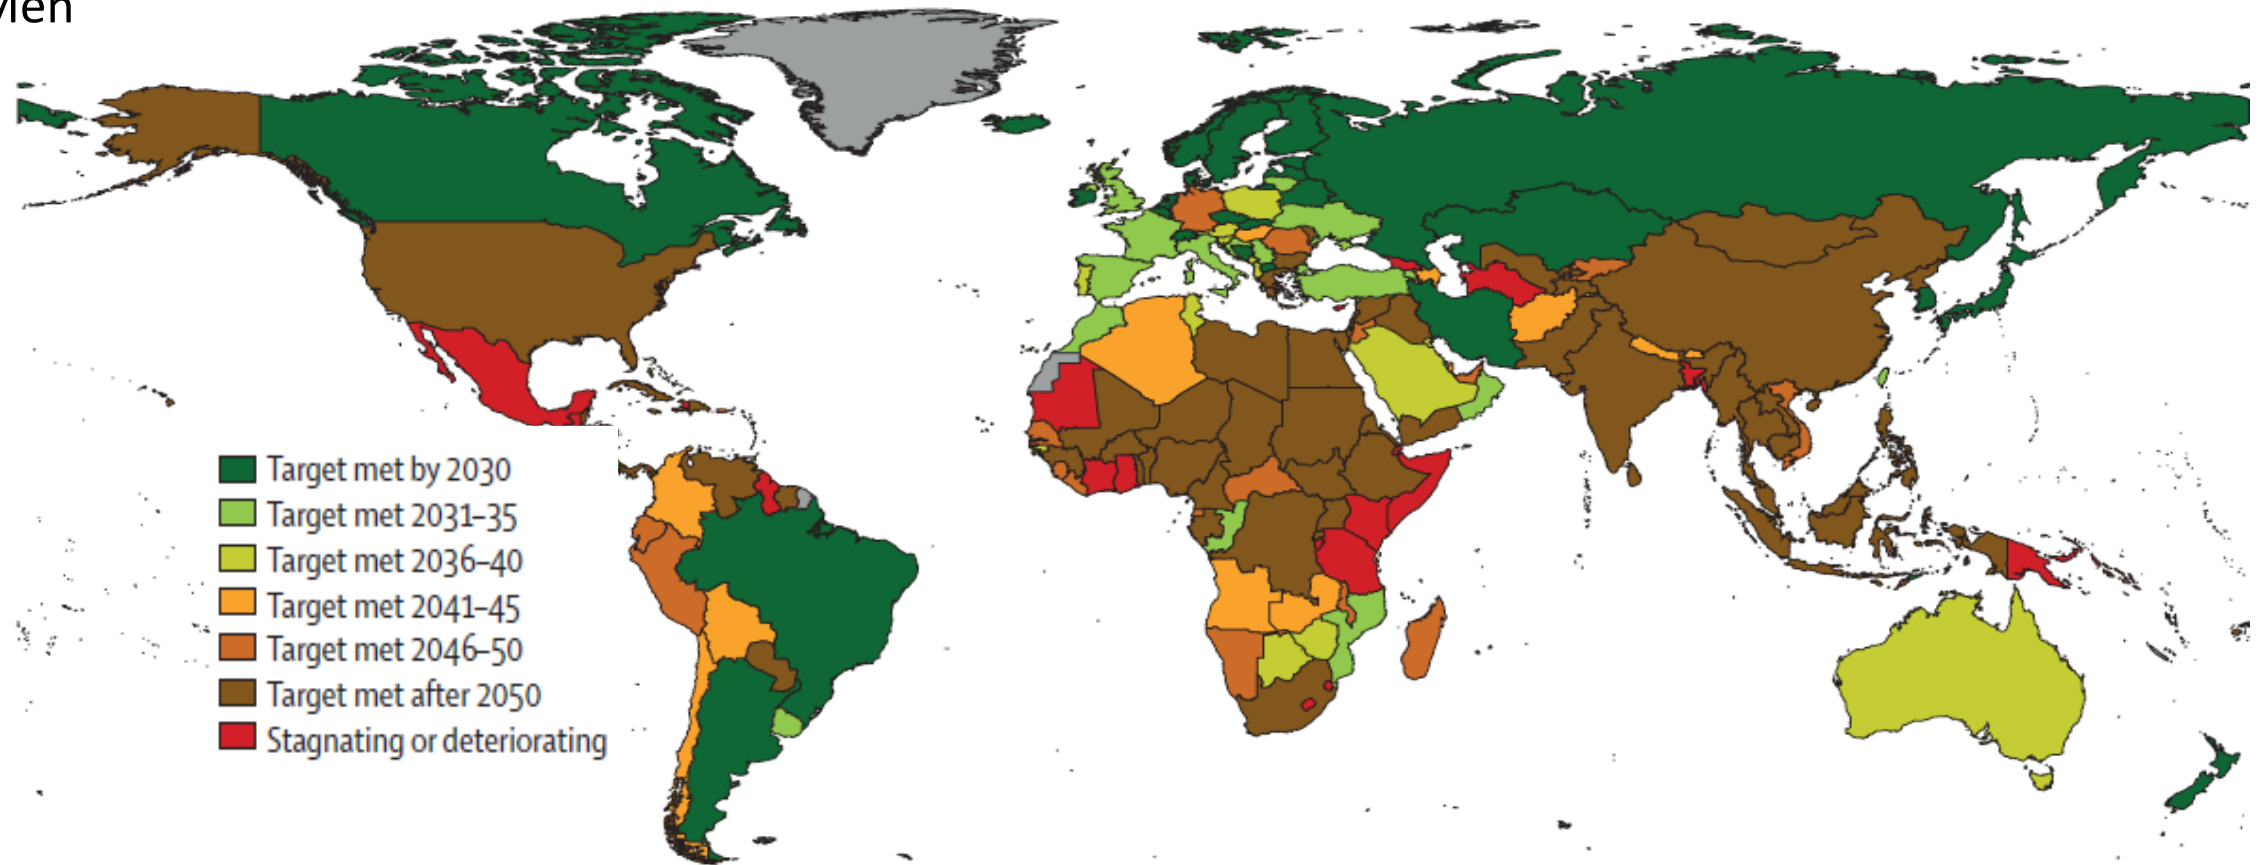 Target met by 2030
Target met 2031–35
Target met 2036–40
Target met 2041–45
Target met 2046–50
Target met after 2050
Stagnating or deteriorating